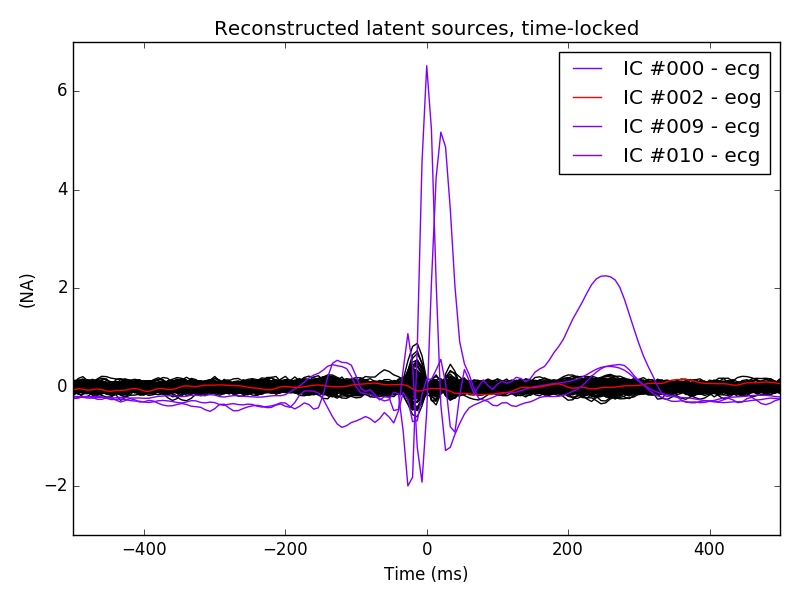 Reconstructed latent sources, time-locked
IC #000 - ecg
IC #002 - eog
IC #009 - ecg
IC #010 - ecg
6
4
2
0
−2
(NA)
−400
−200
0
200
400
Time (ms)